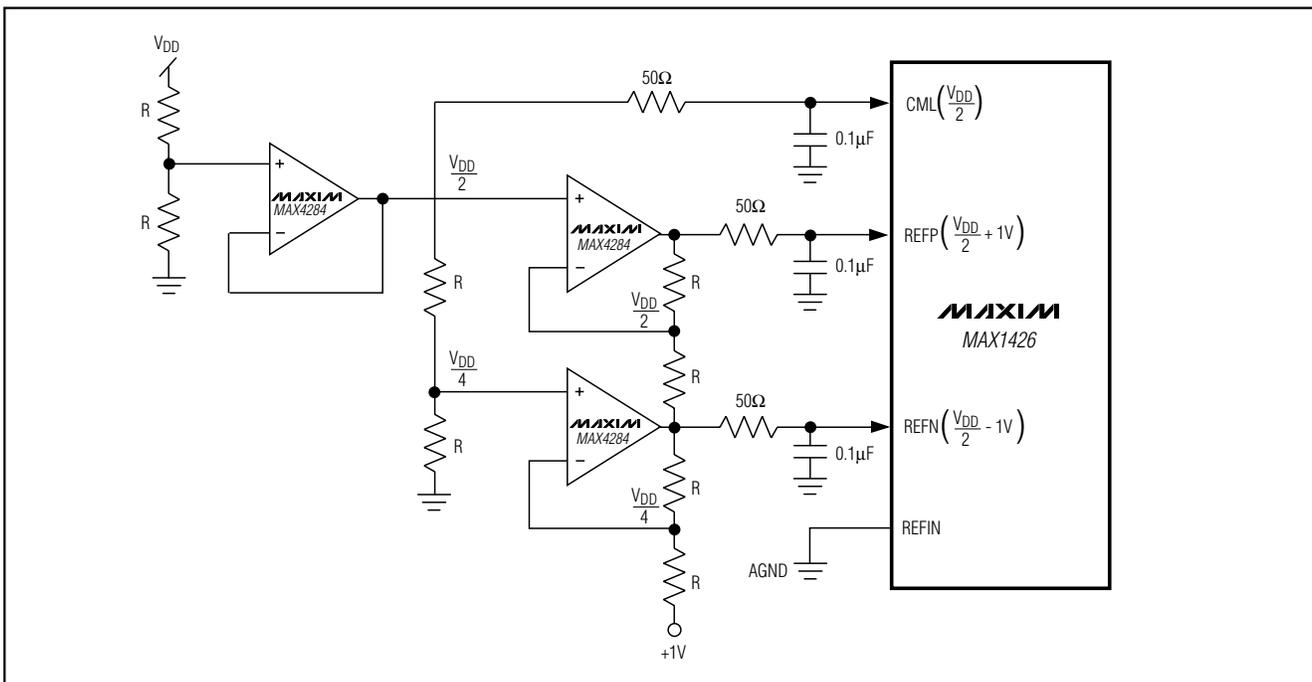 VDD
R
R
+
MAXIM
MAX4284
−
VDD/2
50Ω
0.1µF
CML(VDD/2)
+
MAXIM
MAX4284
−
50Ω
0.1µF
REFP(VDD/2 + 1V)
R
R
VDD/2
R
MAXIM
MAX1426
VDD/4
+
MAXIM
MAX4284
−
50Ω
0.1µF
REFN(VDD/2 - 1V)
R
R
VDD/4
R
AGND
REFIN
+1V